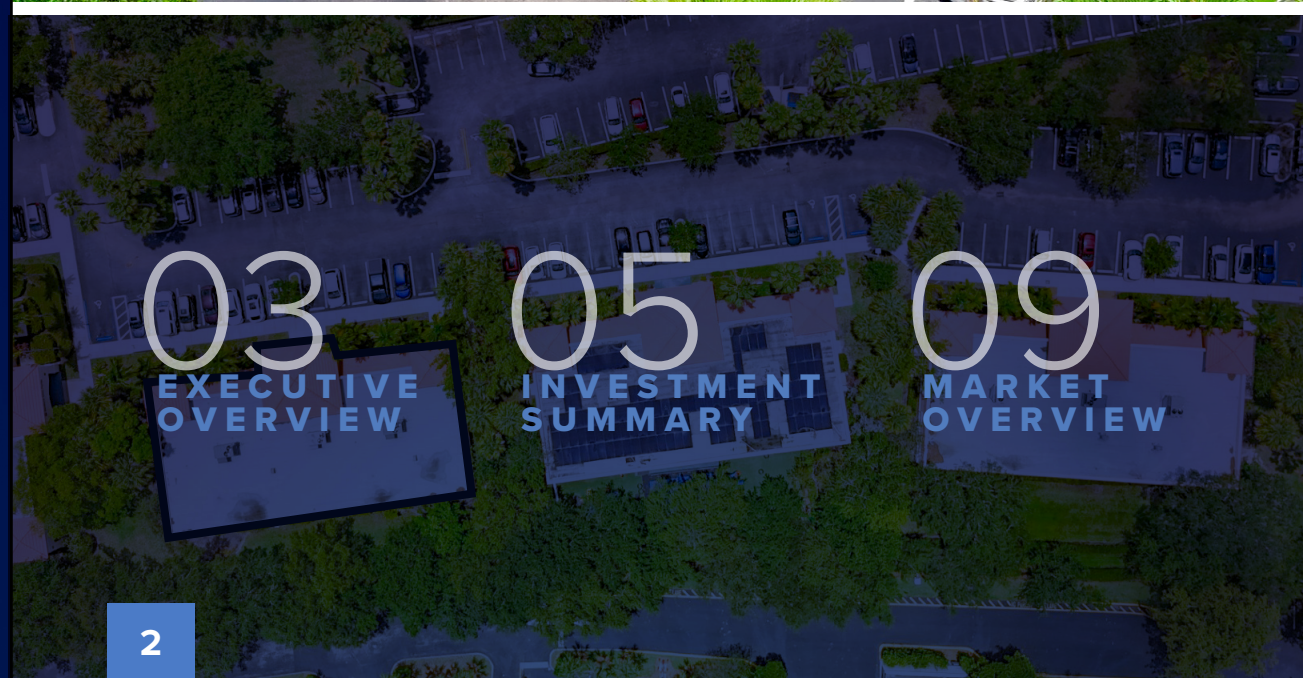 03
EXECUTIVE
OVERVIEW
05
INVESTMENT
SUMMARY
09
MARKET
OVERVIEW
2